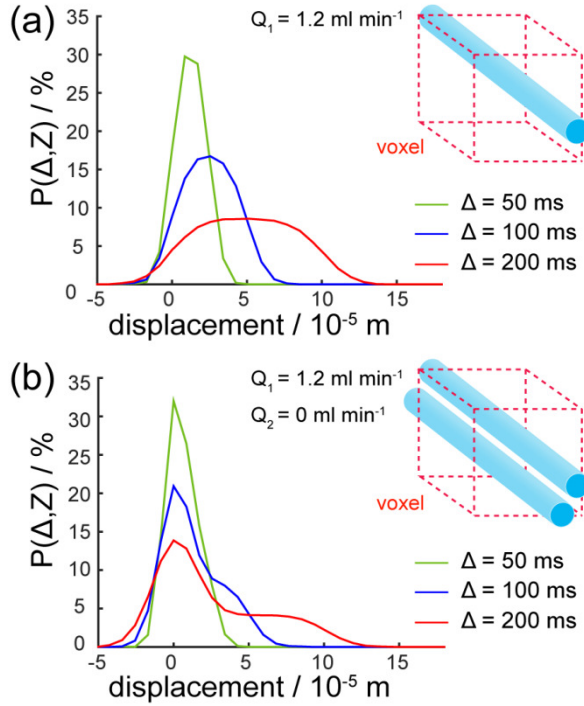 (a)
Q₁ = 1.2 ml min⁻¹
35
30
25
20
15
10
5
0
P(Δ,Z) / %
voxel
Δ = 50 ms
Δ = 100 ms
Δ = 200 ms
-5 0 5 10 15
displacement / 10⁻⁵ m
(b)
Q₁ = 1.2 ml min⁻¹
Q₂ = 0 ml min⁻¹
35
30
25
20
15
10
5
0
P(Δ,Z) / %
voxel
Δ = 50 ms
Δ = 100 ms
Δ = 200 ms
-5 0 5 10 15
displacement / 10⁻⁵ m